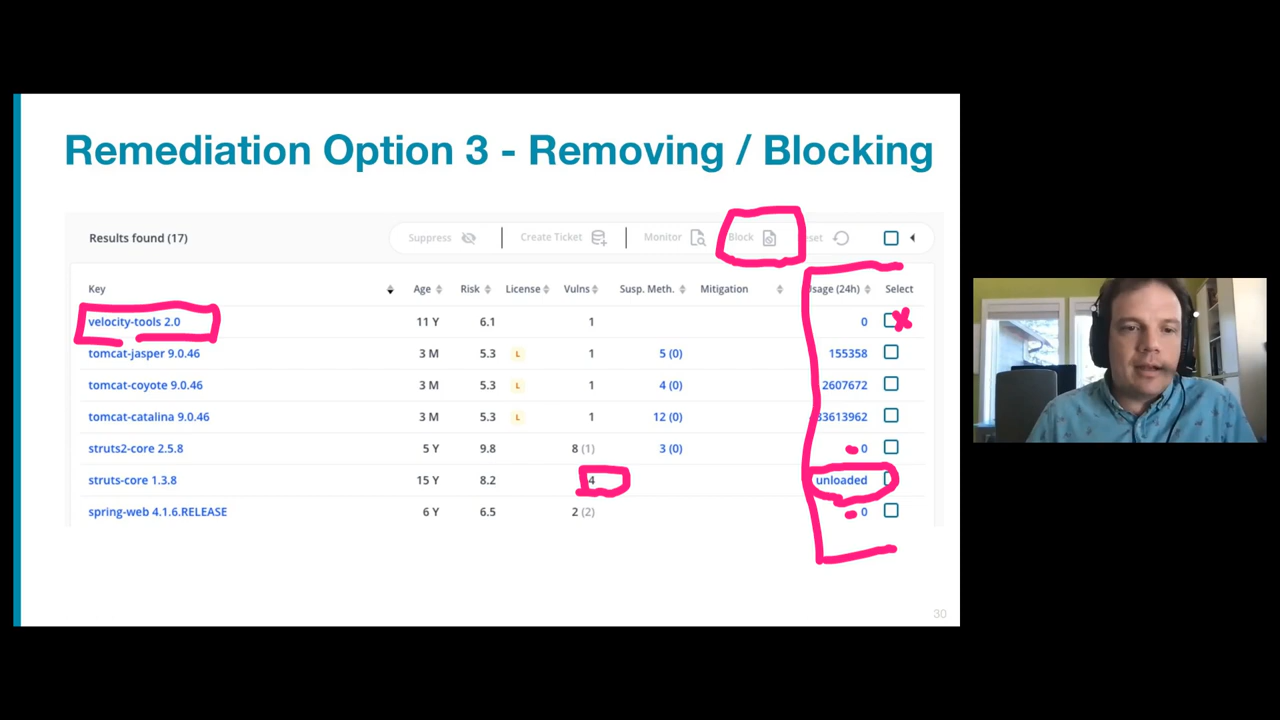 Remediation Option 3 - Removing / Blocking
Results found (17) Suppress Create Ticket Monitor Block
Key Age Risk License Vulns Susp. Meth. Mitigation Usage (24h) Select
velocity-tools 2.0 11 Y 6.1 1 0
tomcat-jasper 9.0.46 3 M 5.3 L 1 5 (0) 155358
tomcat-coyote 9.0.46 3 M 5.3 L 1 4 (0) 2607672
tomcat-catalina 9.0.46 3 M 5.3 L 1 12 (0)
struts2-core 2.5.8 5 Y 9.8 8 (1) 3 (0) 0
struts-core 1.3.8 15 Y 8.2 4 unloaded
spring-web 4.1.6.RELEASE 6 Y 6.5 2 (2) 0
30